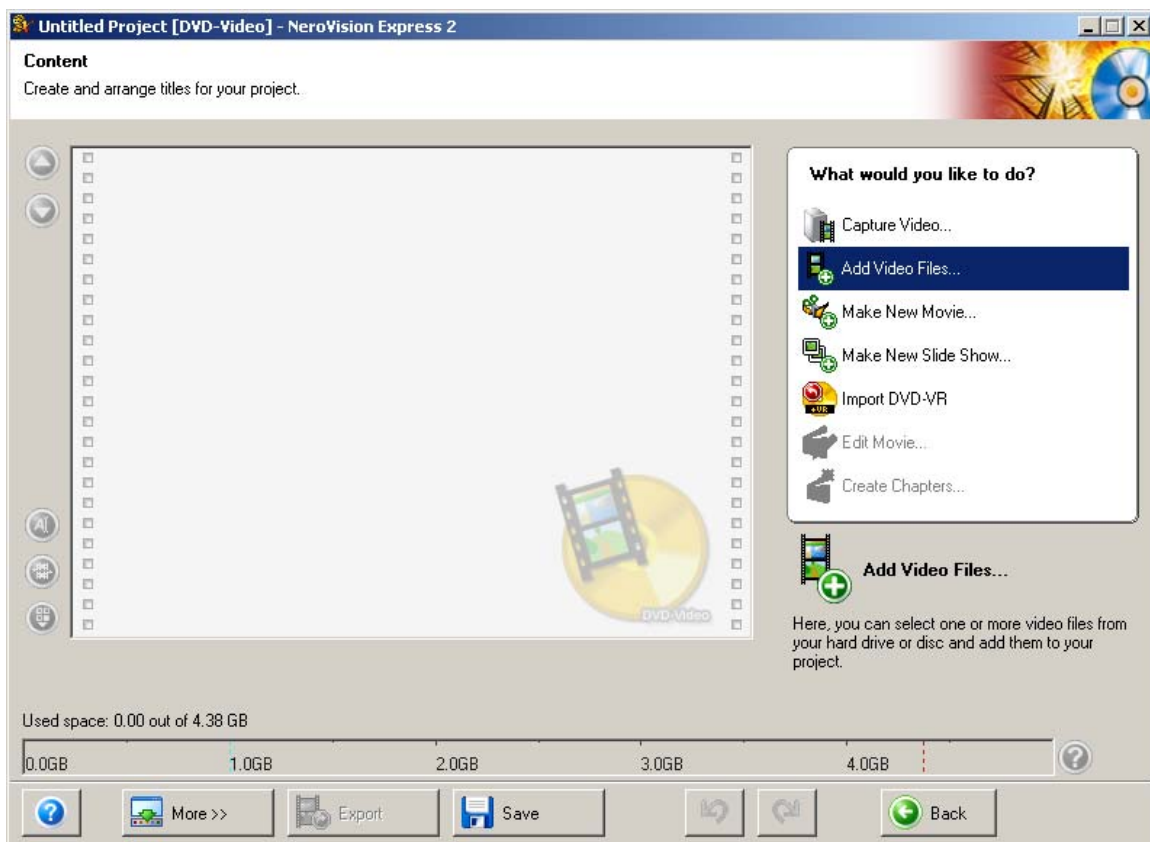 Untitled Project [DVD-Video] - NeroVision Express 2
Content
Create and arrange titles for your project.
What would you like to do?
Capture Video...
Add Video Files...
Make New Movie...
Make New Slide Show...
+VR
Import DVD-VR
Edit Movie...
Create Chapters...
DVD-Video
Add Video Files...
Here, you can select one or more video files from
your hard drive or disc and add them to your
project.
Used space: 0.00 out of 4.38 GB
0.0GB 1.0GB 2.0GB 3.0GB 4.0GB
More >> Export Save Back